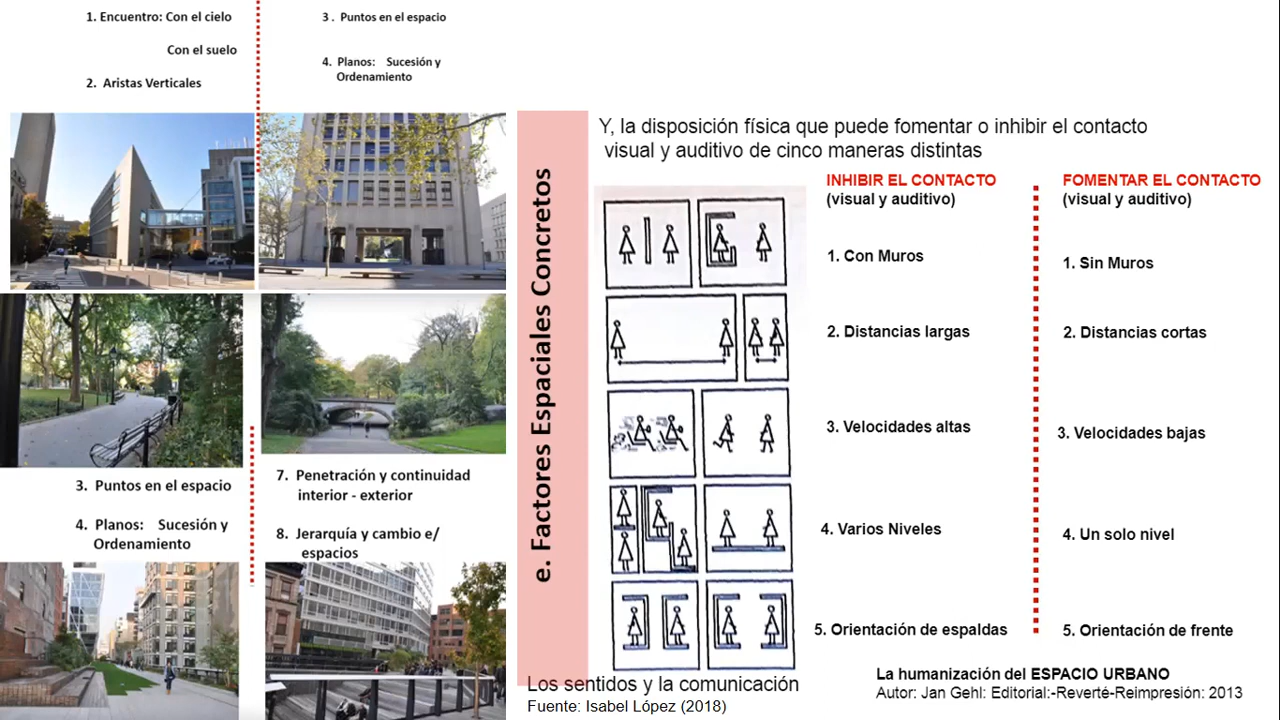 1. Encuentro: Con el cielo
Con el suelo
2. Aristas Verticales
3 . Puntos en el espacio
4. Planos: Sucesión y
Ordenamiento
3. Puntos en el espacio
4. Planos: Sucesión y
Ordenamiento
7. Penetración y continuidad
interior - exterior
8. Jerarquía y cambio e/
espacios
e. Factores Espaciales Concretos
Y, la disposición física que puede fomentar o inhibir el contacto
visual y auditivo de cinco maneras distintas
INHIBIR EL CONTACTO
(visual y auditivo)
1. Con Muros
2. Distancias largas
3. Velocidades altas
4. Varios Niveles
5. Orientación de espaldas
FOMENTAR EL CONTACTO
(visual y auditivo)
1. Sin Muros
2. Distancias cortas
3. Velocidades bajas
4. Un solo nivel
5. Orientación de frente
Los sentidos y la comunicación
Fuente: Isabel López (2018)
La humanización del ESPACIO URBANO
Autor: Jan Gehl: Editorial:-Reverté-Reimpresión: 2013